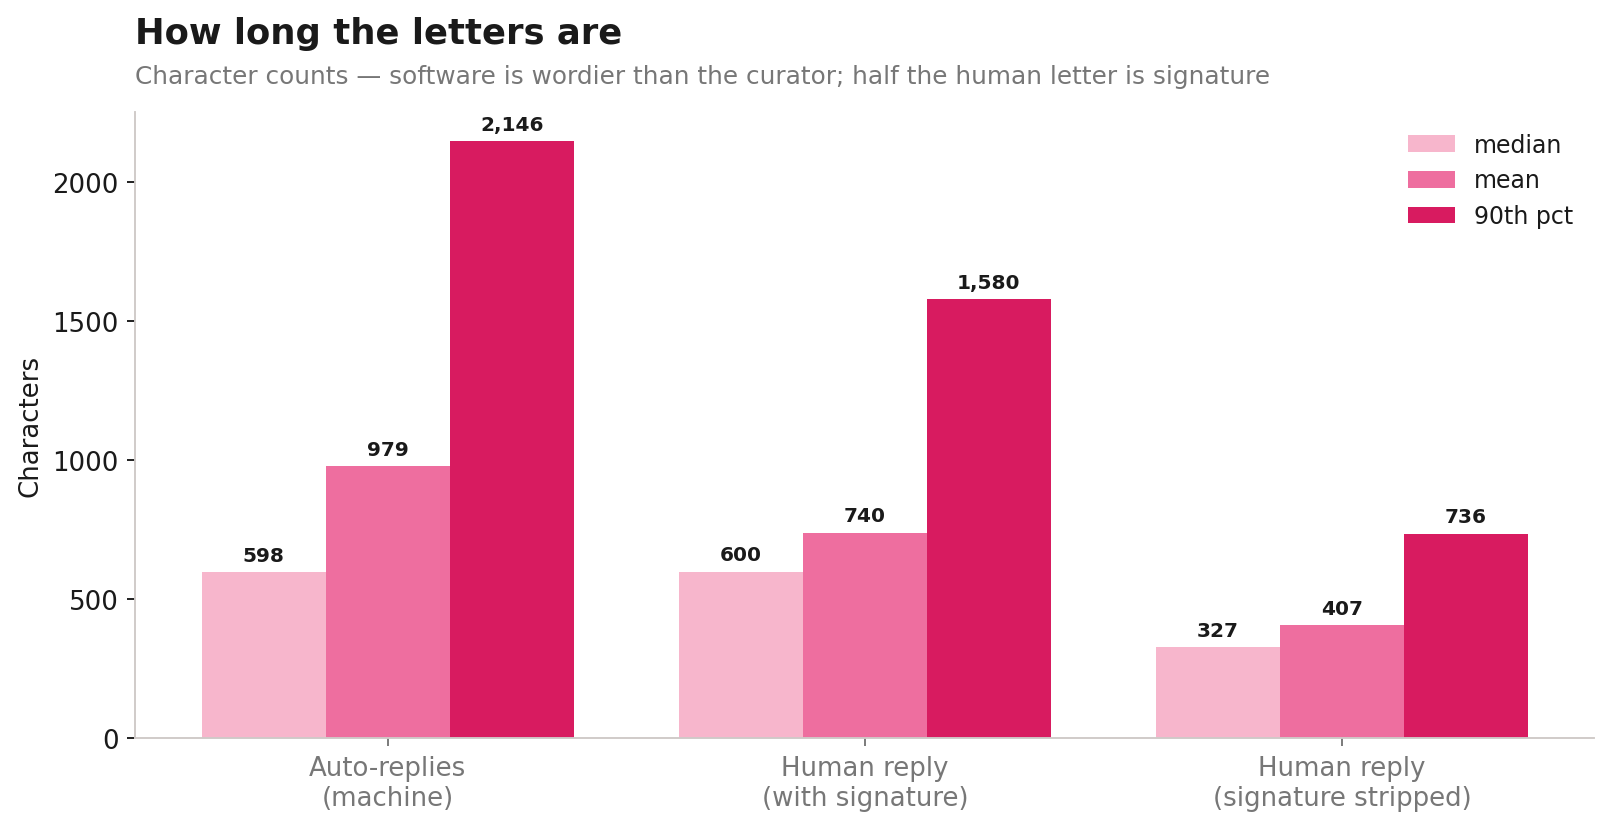 How long the letters are
Character counts — software is wordier than the curator; half the human letter is signature
median
mean
90th pct
Characters
2000
1500
1000
500
0
598
979
2,146
600
740
1,580
327
407
736
Auto-replies
(machine)
Human reply
(with signature)
Human reply
(signature stripped)